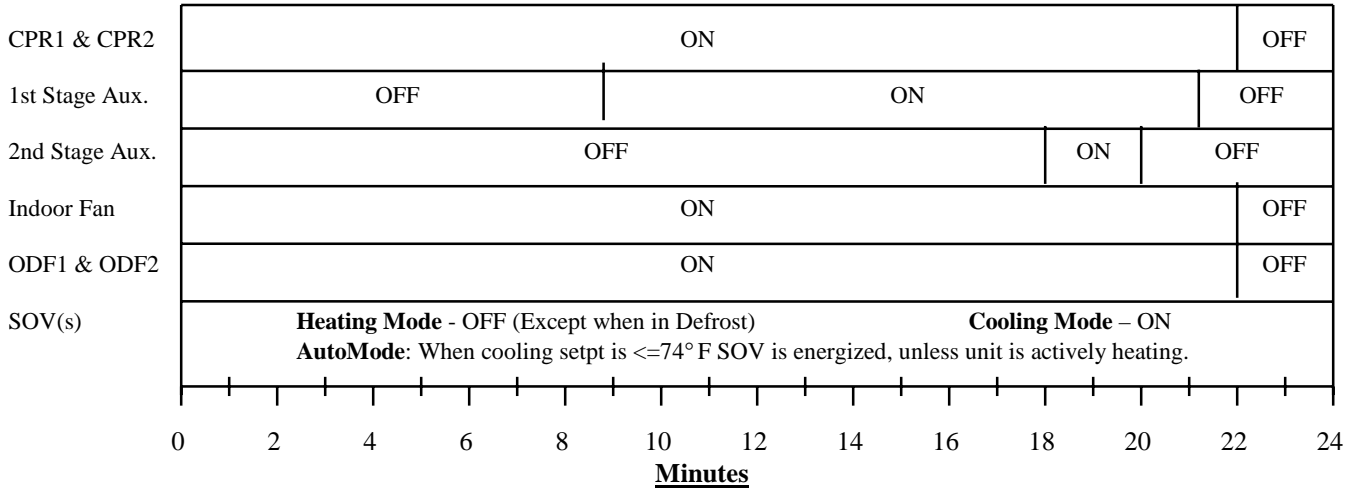 CPR1 & CPR2 ON OFF
1st Stage Aux. OFF ON OFF
2nd Stage Aux. OFF ON OFF
Indoor Fan ON OFF
ODF1 & ODF2 ON OFF
SOV(s) Heating Mode - OFF (Except when in Defrost) Cooling Mode – ON
AutoMode: When cooling setpt is <=74° F SOV is energized, unless unit is actively heating.
0 2 4 6 8 10 12 14 16 18 20 22 24
Minutes